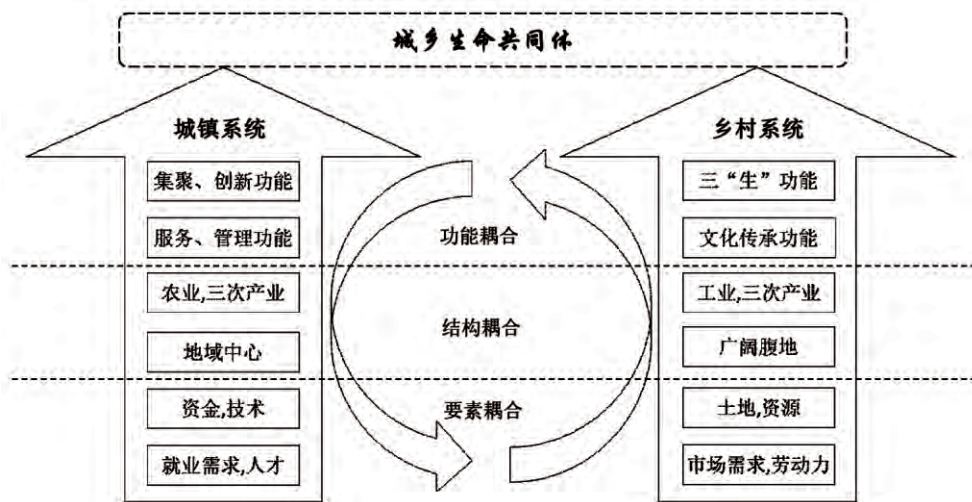 城乡生命共同体
城镇系统
乡村系统
集聚、创新功能
三“生”功能
服务、管理功能
功能耦合
文化传承功能
农业,三次产业
工业,三次产业
结构耦合
地域中心
广阔腹地
资金,技术
要素耦合
土地,资源
就业需求,人才
市场需求,劳动力